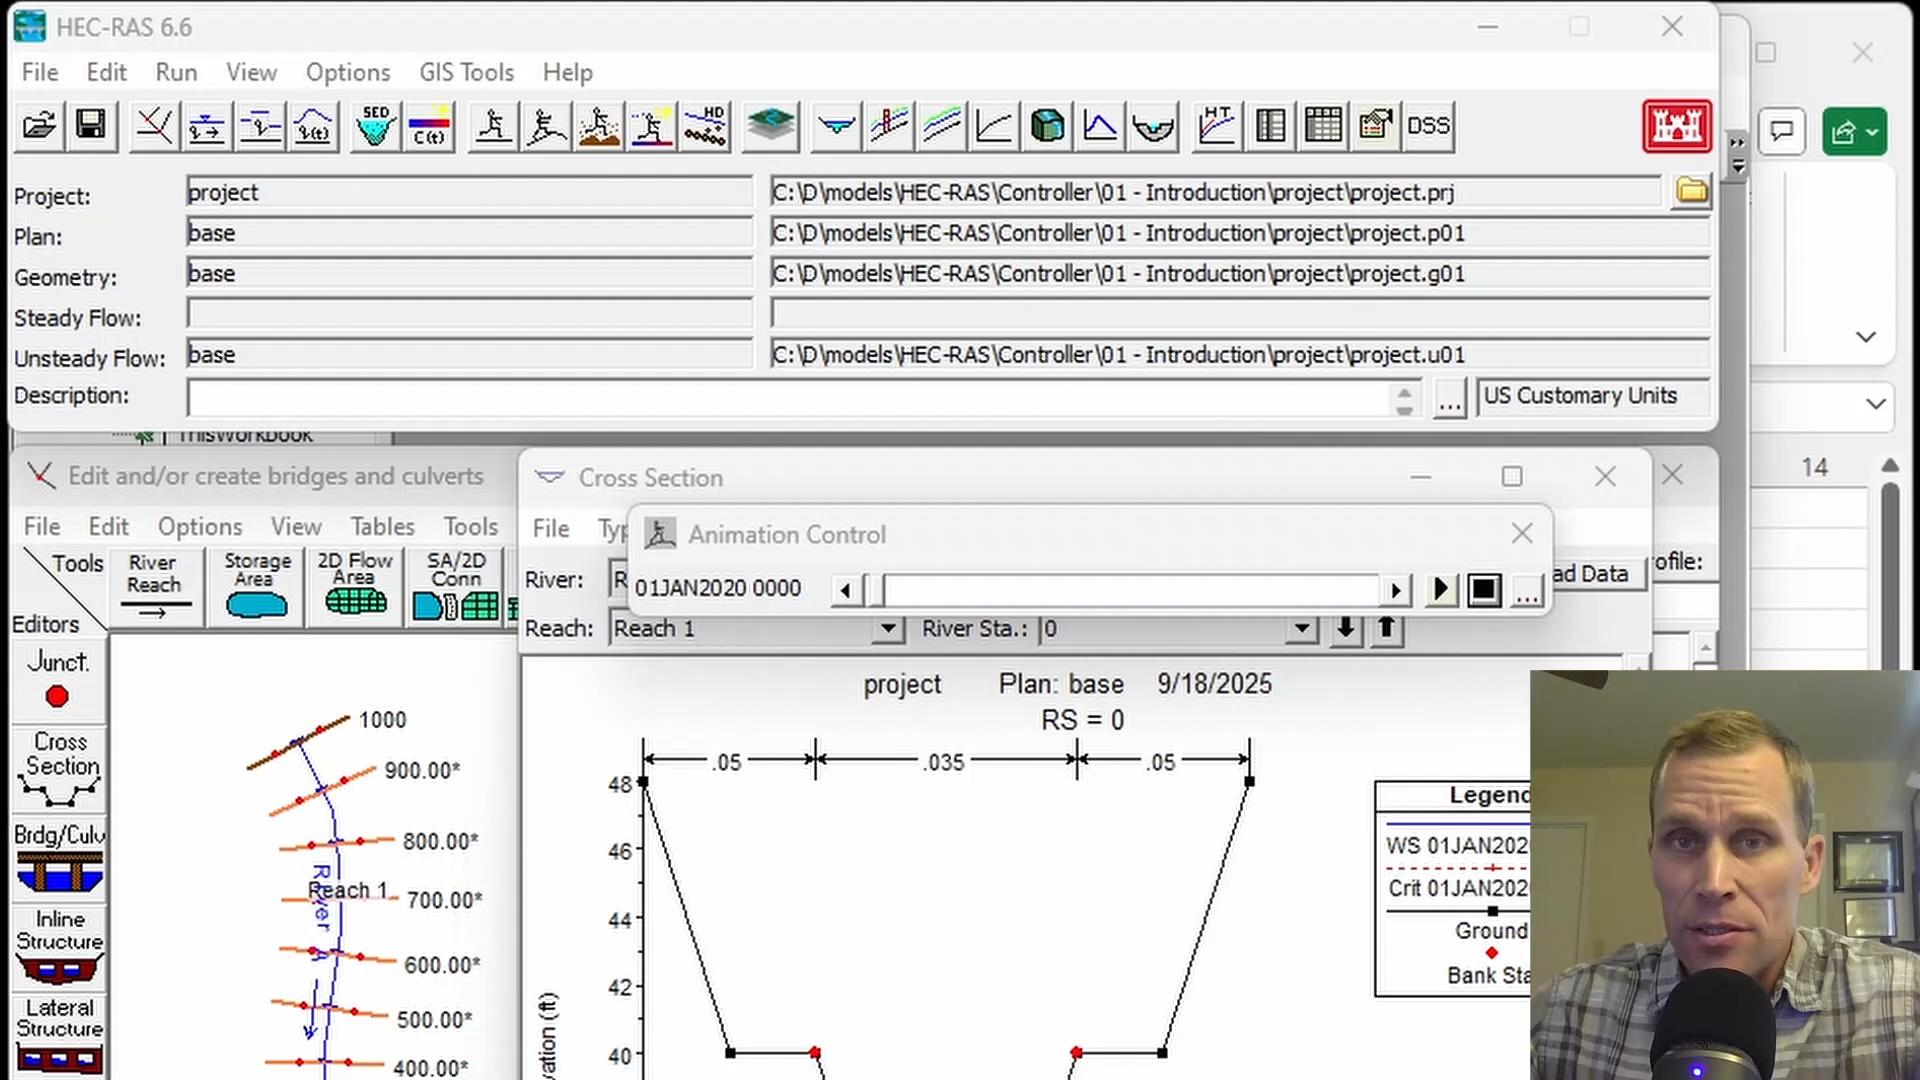 HEC-RAS 6.6
File Edit Run View Options GIS Tools Help
SED
C(t)
HD
HT
DSS
Project: project C:\D\models\HEC-RAS\Controller\01 - Introduction\project\project.prj
Plan: base C:\D\models\HEC-RAS\Controller\01 - Introduction\project\project.p01
Geometry: base C:\D\models\HEC-RAS\Controller\01 - Introduction\project\project.g01
Steady Flow:
Unsteady Flow: base C:\D\models\HEC-RAS\Controller\01 - Introduction\project\project.u01
Description: ... US Customary Units
ThisWorkbook
14
Edit and/or create bridges and culverts
File Edit Options View Tables Tools
Tools
Editors
River Reach
Storage Area
2D Flow Area
SA/2D Conn
Junct.
Cross Section
Brdg/Culv
Inline Structure
Lateral Structure
1000
900.00*
800.00*
Reach 1
700.00*
River A
600.00*
500.00*
400.00*
Cross Section
File Typ
Animation Control
01JAN2020 0000 ...
River: R
ad Data
ofile:
Reach: Reach 1 River Sta.: 0
project Plan: base 9/18/2025
RS = 0
.05 .035 .05
48
46
44
42
40
vation (ft)
Legend
WS 01JAN202
Crit 01JAN202
Ground
Bank Sta